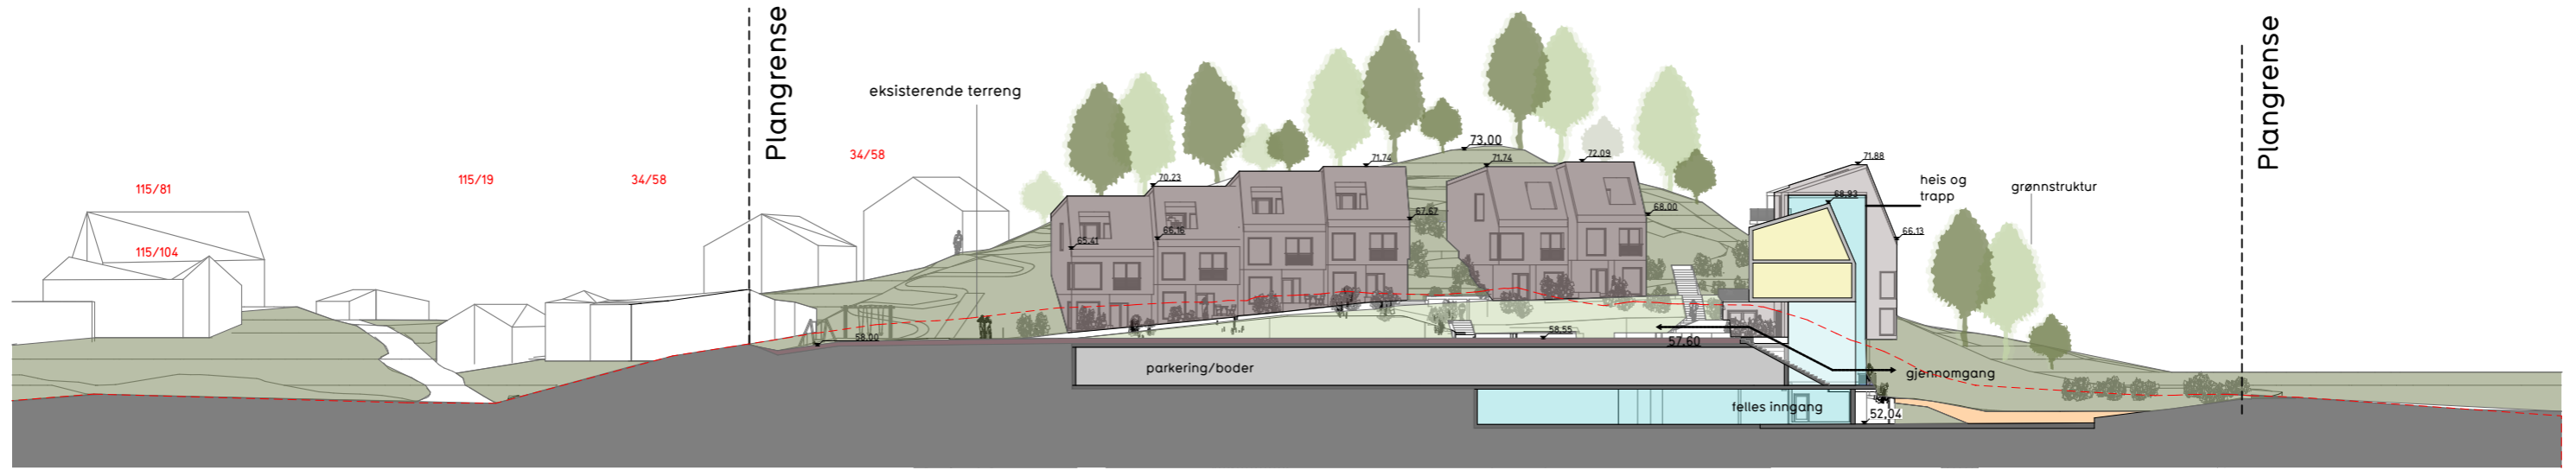 Plangrense
Plangrense
eksisterende terreng
34/58
115/81
115/19
34/58
115/104
73.00
71.74
71.74
72.09
71.88
70.23
68.93
heis og
trapp
grønnstruktur
67.67
68.00
66.16
65.41
66.13
58.00
58.55
57.60
parkering/boder
gjennomgang
felles inngang
52,04